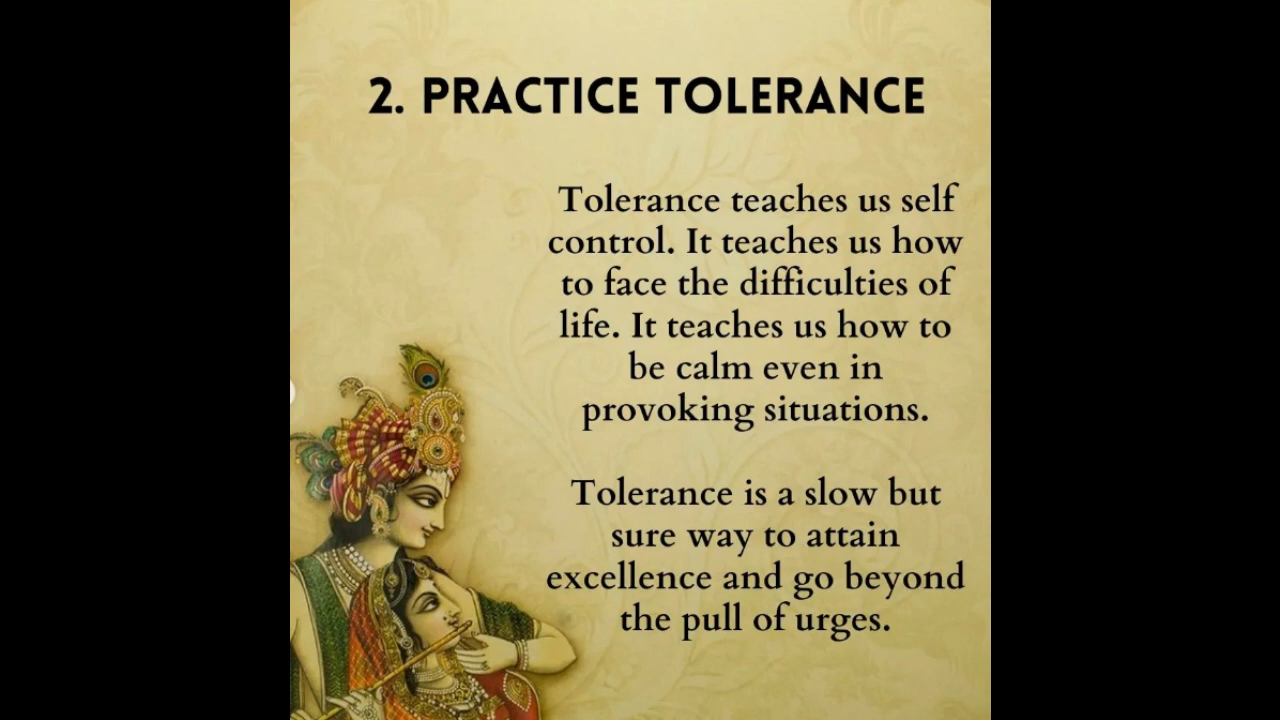 2. PRACTICE TOLERANCE
Tolerance teaches us self
control. It teaches us how
to face the difficulties of
life. It teaches us how to
be calm even in
provoking situations.
Tolerance is a slow but
sure way to attain
excellence and go beyond
the pull of urges.